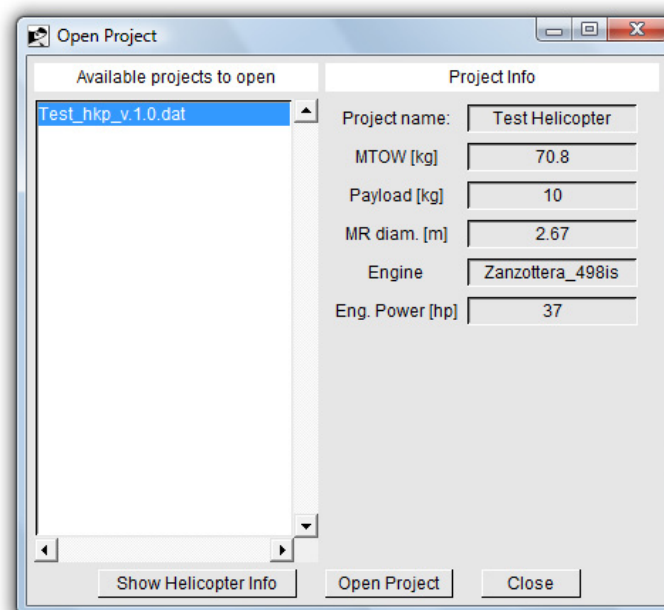 Open Project
Available projects to open
Project Info
Test_hkp_v.1.0.dat
Project name: Test Helicopter
MTOW [kg] 70.8
Payload [kg] 10
MR diam. [m] 2.67
Engine Zanzottera_498is
Eng. Power [hp] 37
Show Helicopter Info Open Project Close